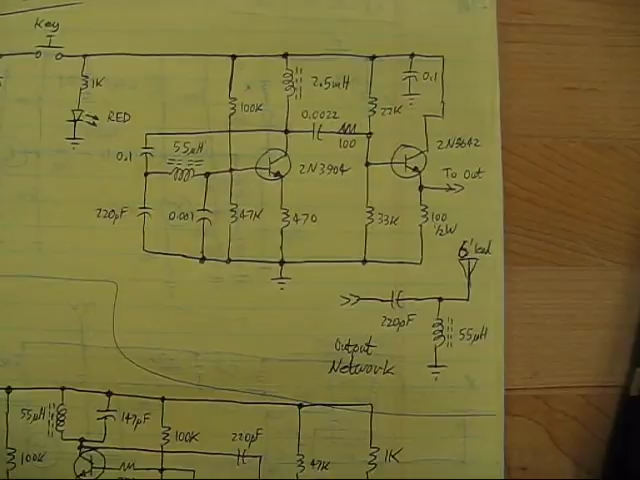 Key
1K
RED
100K
2.5mH
0.0022
100
22K
0.1
2N3642
To Out
0.1
55µH
2N3904
220pF
0.001
47K
470
33K
100
1/2W
6' lead
220pF
55µH
Output
Network
55µH
147pF
100K
220pF
100K
47K
1K